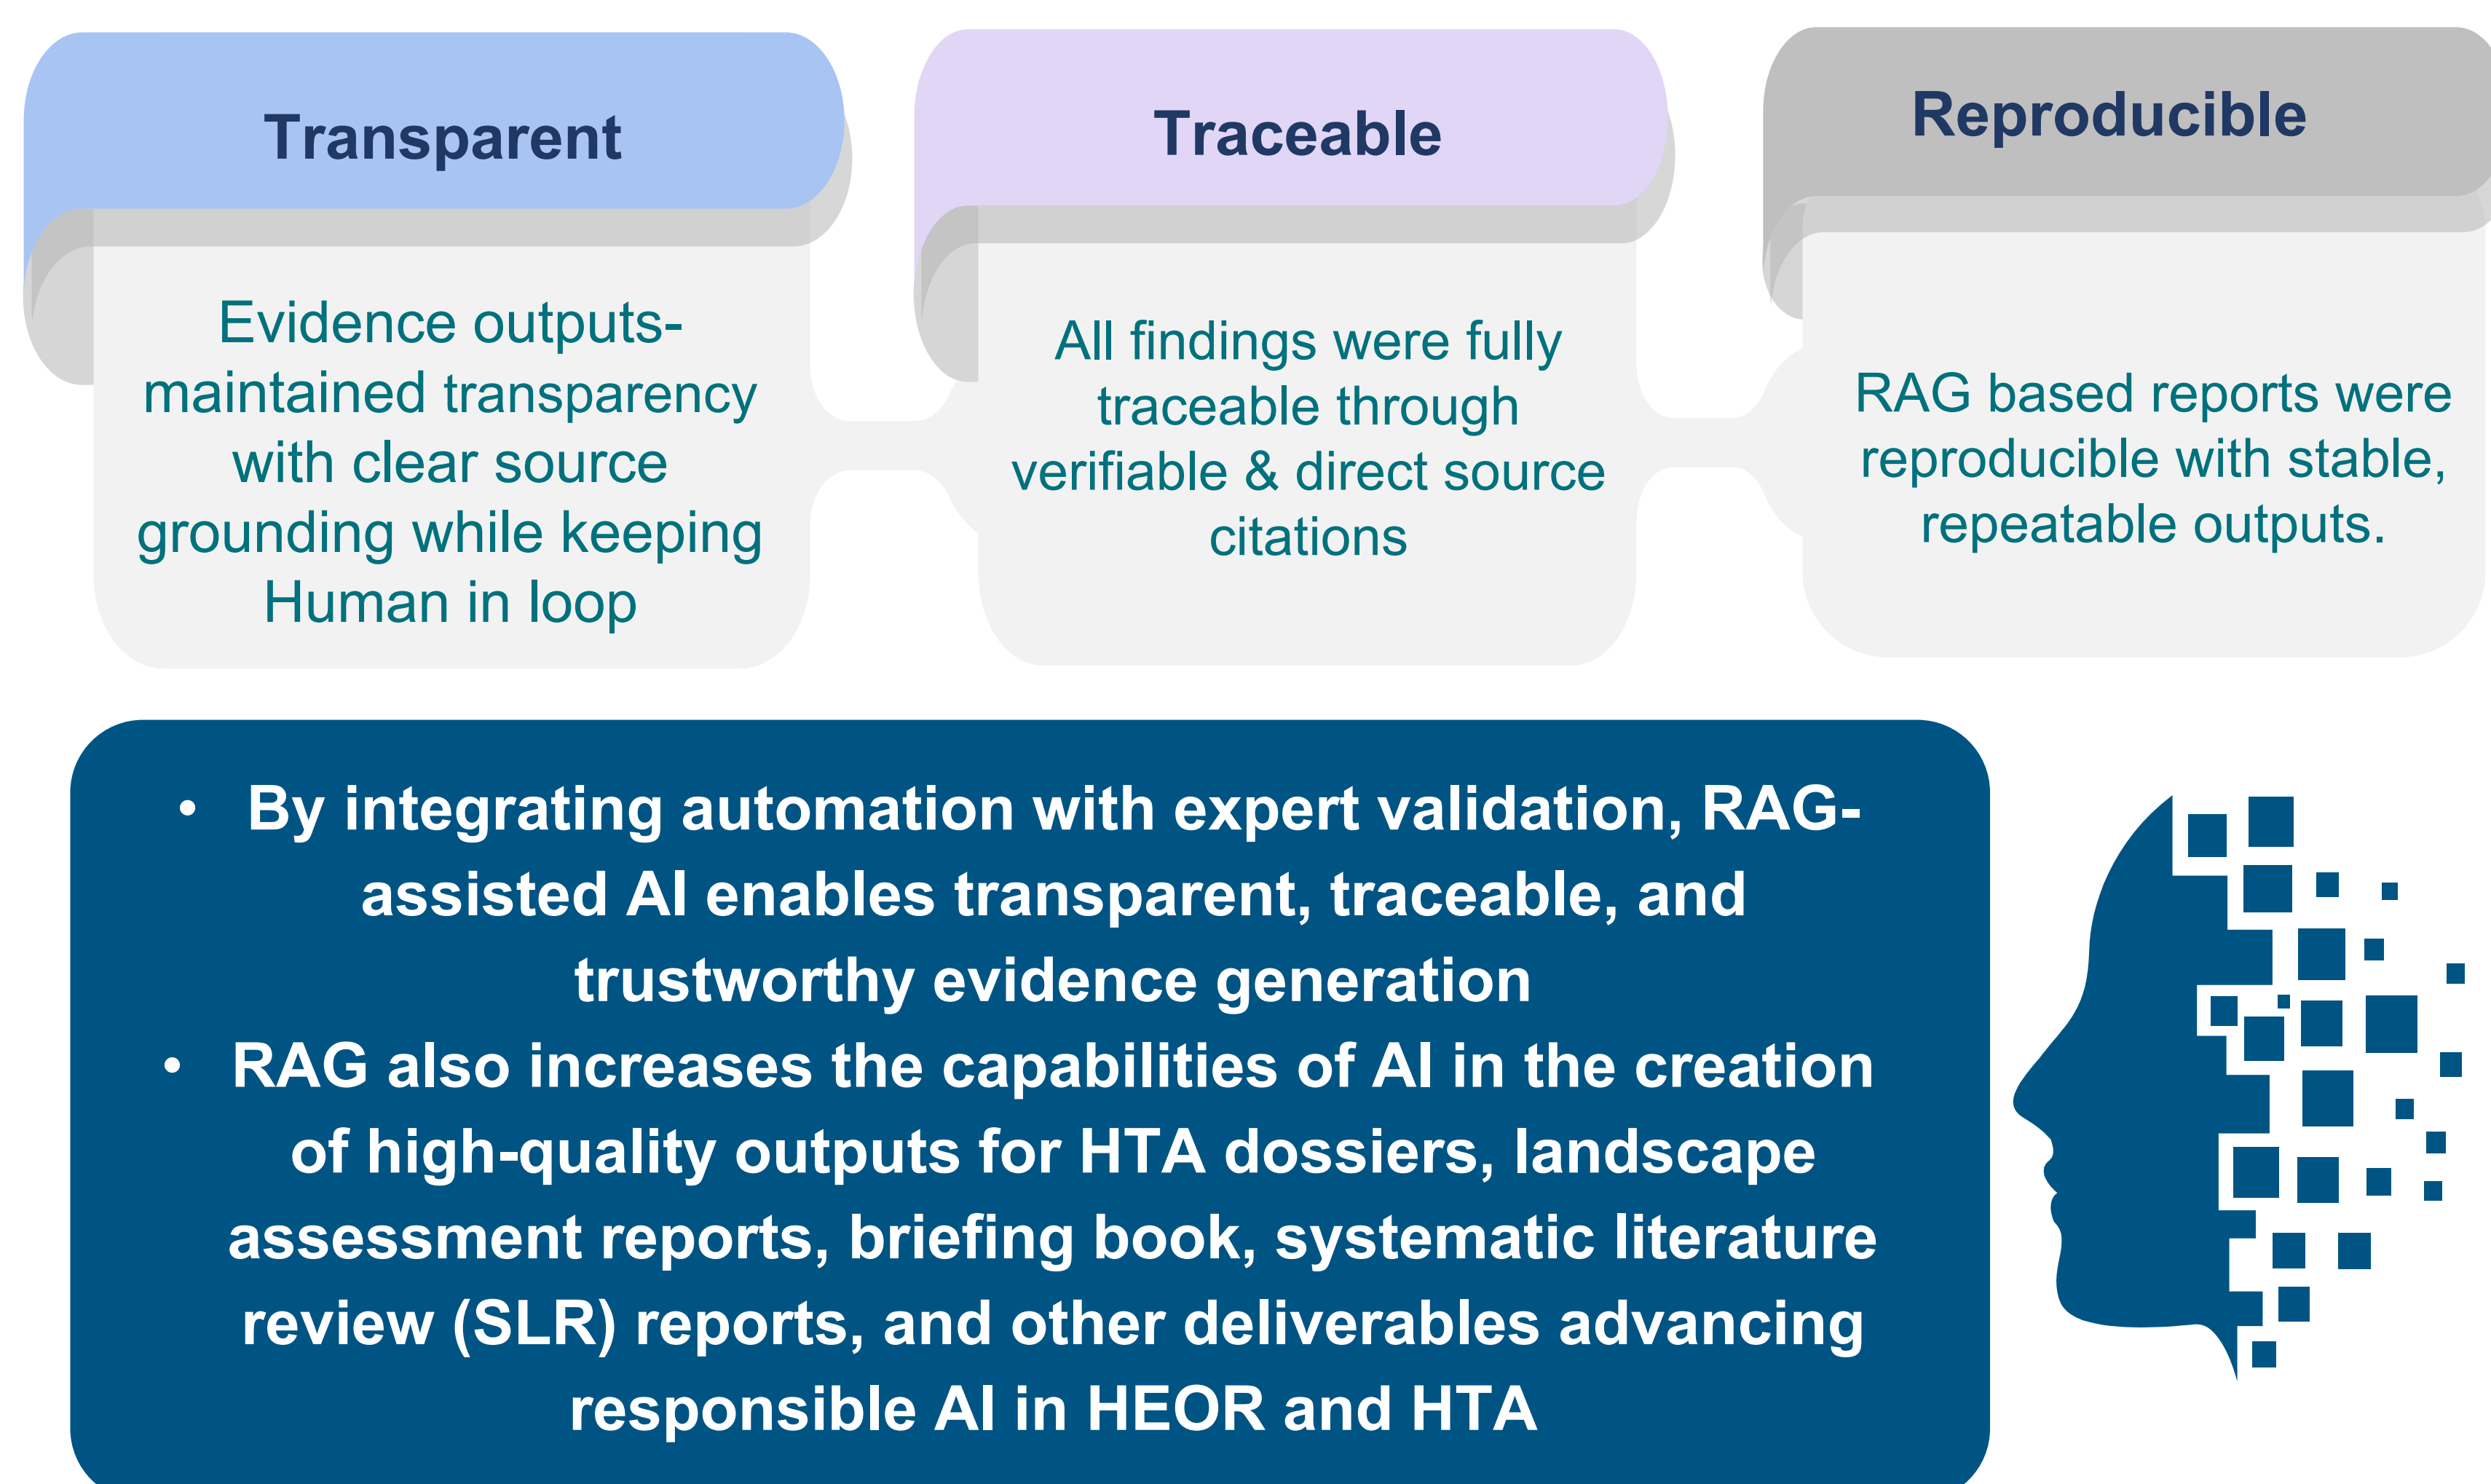 Transparent
Evidence outputs-
maintained transparency
with clear source
grounding while keeping
Human in loop
Traceable
All findings were fully
traceable through
verifiable & direct source
citations
Reproducible
RAG based reports were
reproducible with stable,
repeatable outputs.
• By integrating automation with expert validation, RAG-
assisted AI enables transparent, traceable, and
trustworthy evidence generation
• RAG also increases the capabilities of AI in the creation
of high-quality outputs for HTA dossiers, landscape
assessment reports, briefing book, systematic literature
review (SLR) reports, and other deliverables advancing
responsible AI in HEOR and HTA